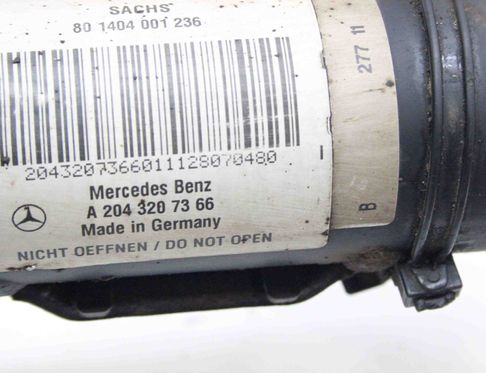 SACHS
80 1404 001 236
2043207366011128070480
Mercedes Benz
A 204 320 73 66
Made in Germany
NICHT OEFFNEN / DO NOT OPEN
277 11
B